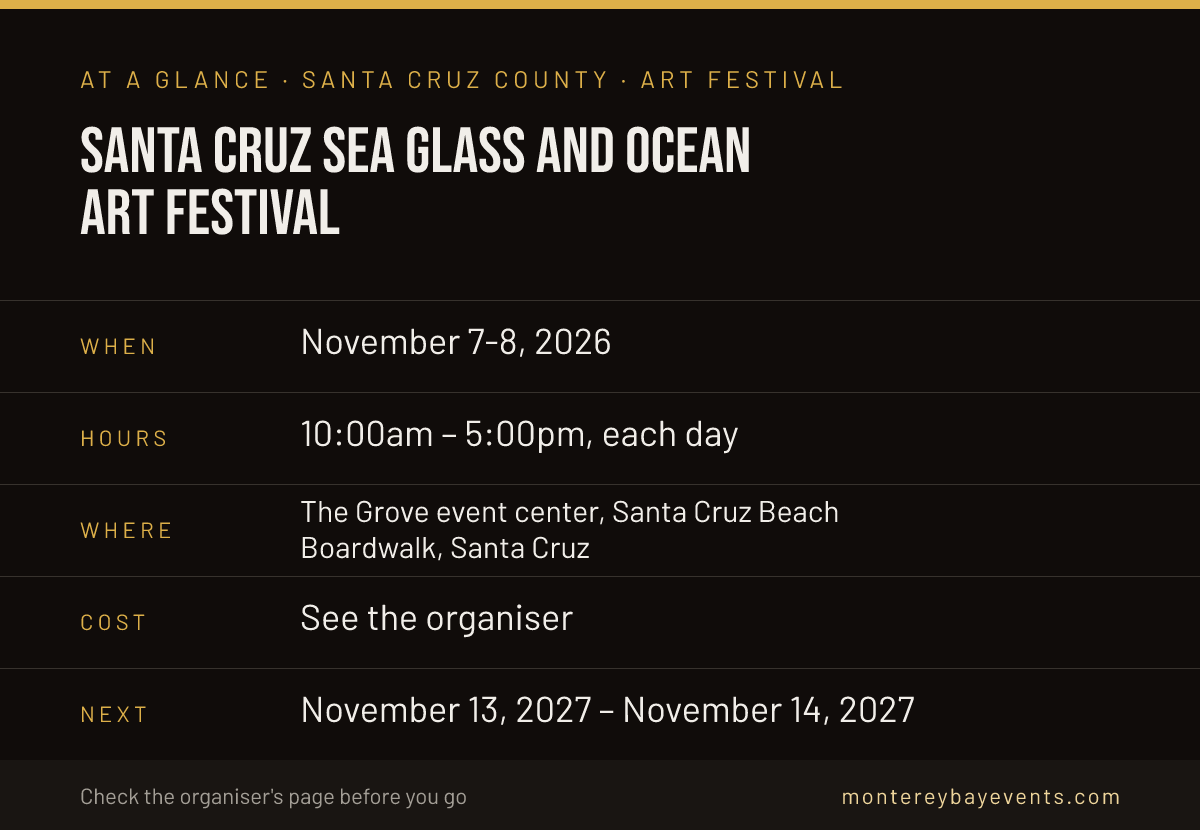 AT A GLANCE · SANTA CRUZ COUNTY · ART FESTIVAL
SANTA CRUZ SEA GLASS AND OCEAN
ART FESTIVAL
WHEN
November 7-8, 2026
HOURS
10:00am – 5:00pm, each day
WHERE
The Grove event center, Santa Cruz Beach
Boardwalk, Santa Cruz
COST
See the organiser
NEXT
November 13, 2027 – November 14, 2027
Check the organiser's page before you go
montereybayevents.com